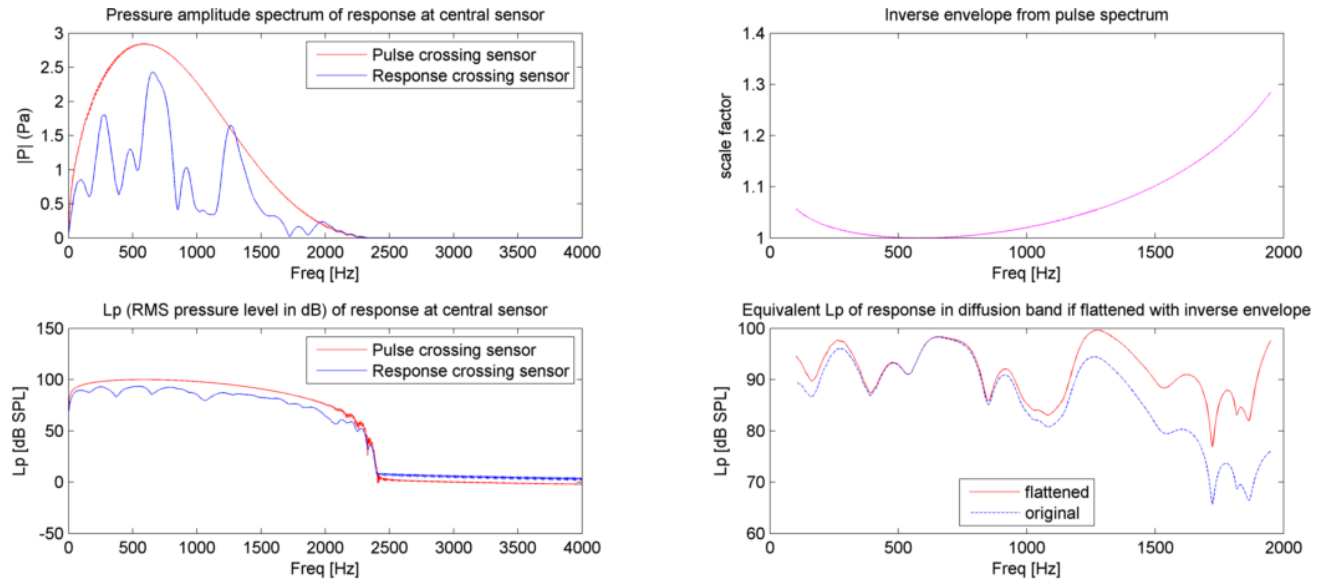 Pressure amplitude spectrum of response at central sensor
3
2.5
2
1.5
1
0.5
0
|P| (Pa)
Pulse crossing sensor
Response crossing sensor
0 500 1000 1500 2000 2500 3000 3500 4000
Freq [Hz]
Inverse envelope from pulse spectrum
1.4
1.3
1.2
1.1
1
scale factor
0 500 1000 1500 2000
Freq [Hz]
Lp (RMS pressure level in dB) of response at central sensor
150
100
50
0
-50
Lp [dB SPL]
Pulse crossing sensor
Response crossing sensor
0 500 1000 1500 2000 2500 3000 3500 4000
Freq [Hz]
Equivalent Lp of response in diffusion band if flattened with inverse envelope
100
90
80
70
60
Lp [dB SPL]
flattened
original
0 500 1000 1500 2000
Freq [Hz]